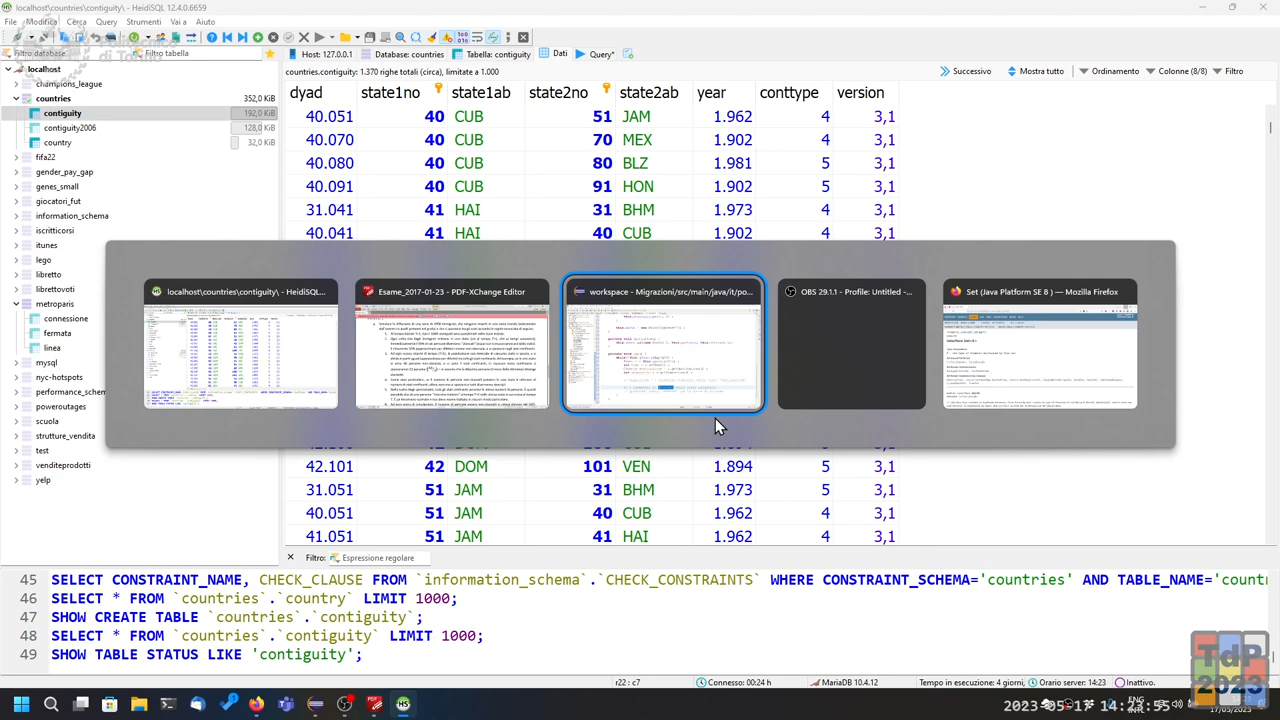 localhost\countries\contiguity\ - HeidiSQL 12.4.0.6659
File Modifica Cerca Query Strumenti Vai a Aiuto
Filtro database
Filtro tabella
di Torino
Host: 127.0.0.1 Database: countries Tabella: contiguity Dati Query*
countries.contiguity: 1.370 righe totali (circa), limitate a 1.000
Successivo Mostra tutto Ordinamento Colonne (8/8) Filtro
localhost
champions_league
countries 352,0 KiB
contiguity 192,0 KiB
contiguity2006 128,0 KiB
country 32,0 KiB
fifa22
gender_pay_gap
genes_small
giocatori_fut
information_schema
iscritticorsi
itunes
lego
libretto
librettovoti
metroparis
connessione
fermata
linea
mysql
nyc-hotspots
performance_schem
poweroutages
scuola
strutture_vendita
test
venditeprodotti
yelp
dyad state1no state1ab state2no state2ab year conttype version
40.051 40 CUB 51 JAM 1.962 4 3,1
40.070 40 CUB 70 MEX 1.902 4 3,1
40.080 40 CUB 80 BLZ 1.981 5 3,1
40.091 40 CUB 91 HON 1.902 5 3,1
31.041 41 HAI 31 BHM 1.973 4 3,1
40.041 41 HAI 40 CUB 1.902 4 3,1
localhost\countries\contiguity\ - HeidiSQL...
Esame_2017-01-23 - PDF-XChange Editor
workspace - Migrazioni/src/main/java/it/po...
OBS 29.1.1 - Profile: Untitled -...
Set (Java Platform SE 8 ) — Mozilla Firefox
42.101 42 DOM 101 VEN 1.894 5 3,1
31.051 51 JAM 31 BHM 1.973 5 3,1
40.051 51 JAM 40 CUB 1.962 4 3,1
41.051 51 JAM 41 HAI 1.962 4 3,1
Filtro: Espressione regolare
45 SELECT CONSTRAINT_NAME, CHECK_CLAUSE FROM `information_schema`.`CHECK_CONSTRAINTS` WHERE CONSTRAINT_SCHEMA='countries' AND TABLE_NAME='countr
46 SELECT * FROM `countries`.`country` LIMIT 1000;
47 SHOW CREATE TABLE `countries`.`contiguity`;
48 SELECT * FROM `countries`.`contiguity` LIMIT 1000;
49 SHOW TABLE STATUS LIKE 'contiguity';
r22 : c7 Connesso: 00:24 h MariaDB 10.4.12 Tempo in esecuzione: 4 giorni, Orario server: 14:23 Inattivo.
TdP
2023
ENG
2023-05-17 14:23:55